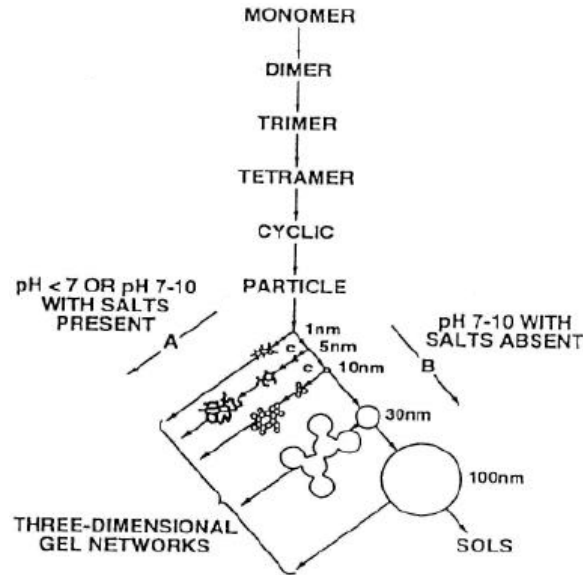 MONOMER
DIMER
TRIMER
TETRAMER
CYCLIC
PARTICLE
pH < 7 OR pH 7-10
WITH SALTS
PRESENT
pH 7-10 WITH
SALTS ABSENT
A
B
1nm
c
5nm
c
10nm
30nm
100nm
THREE-DIMENSIONAL
GEL NETWORKS
SOLS